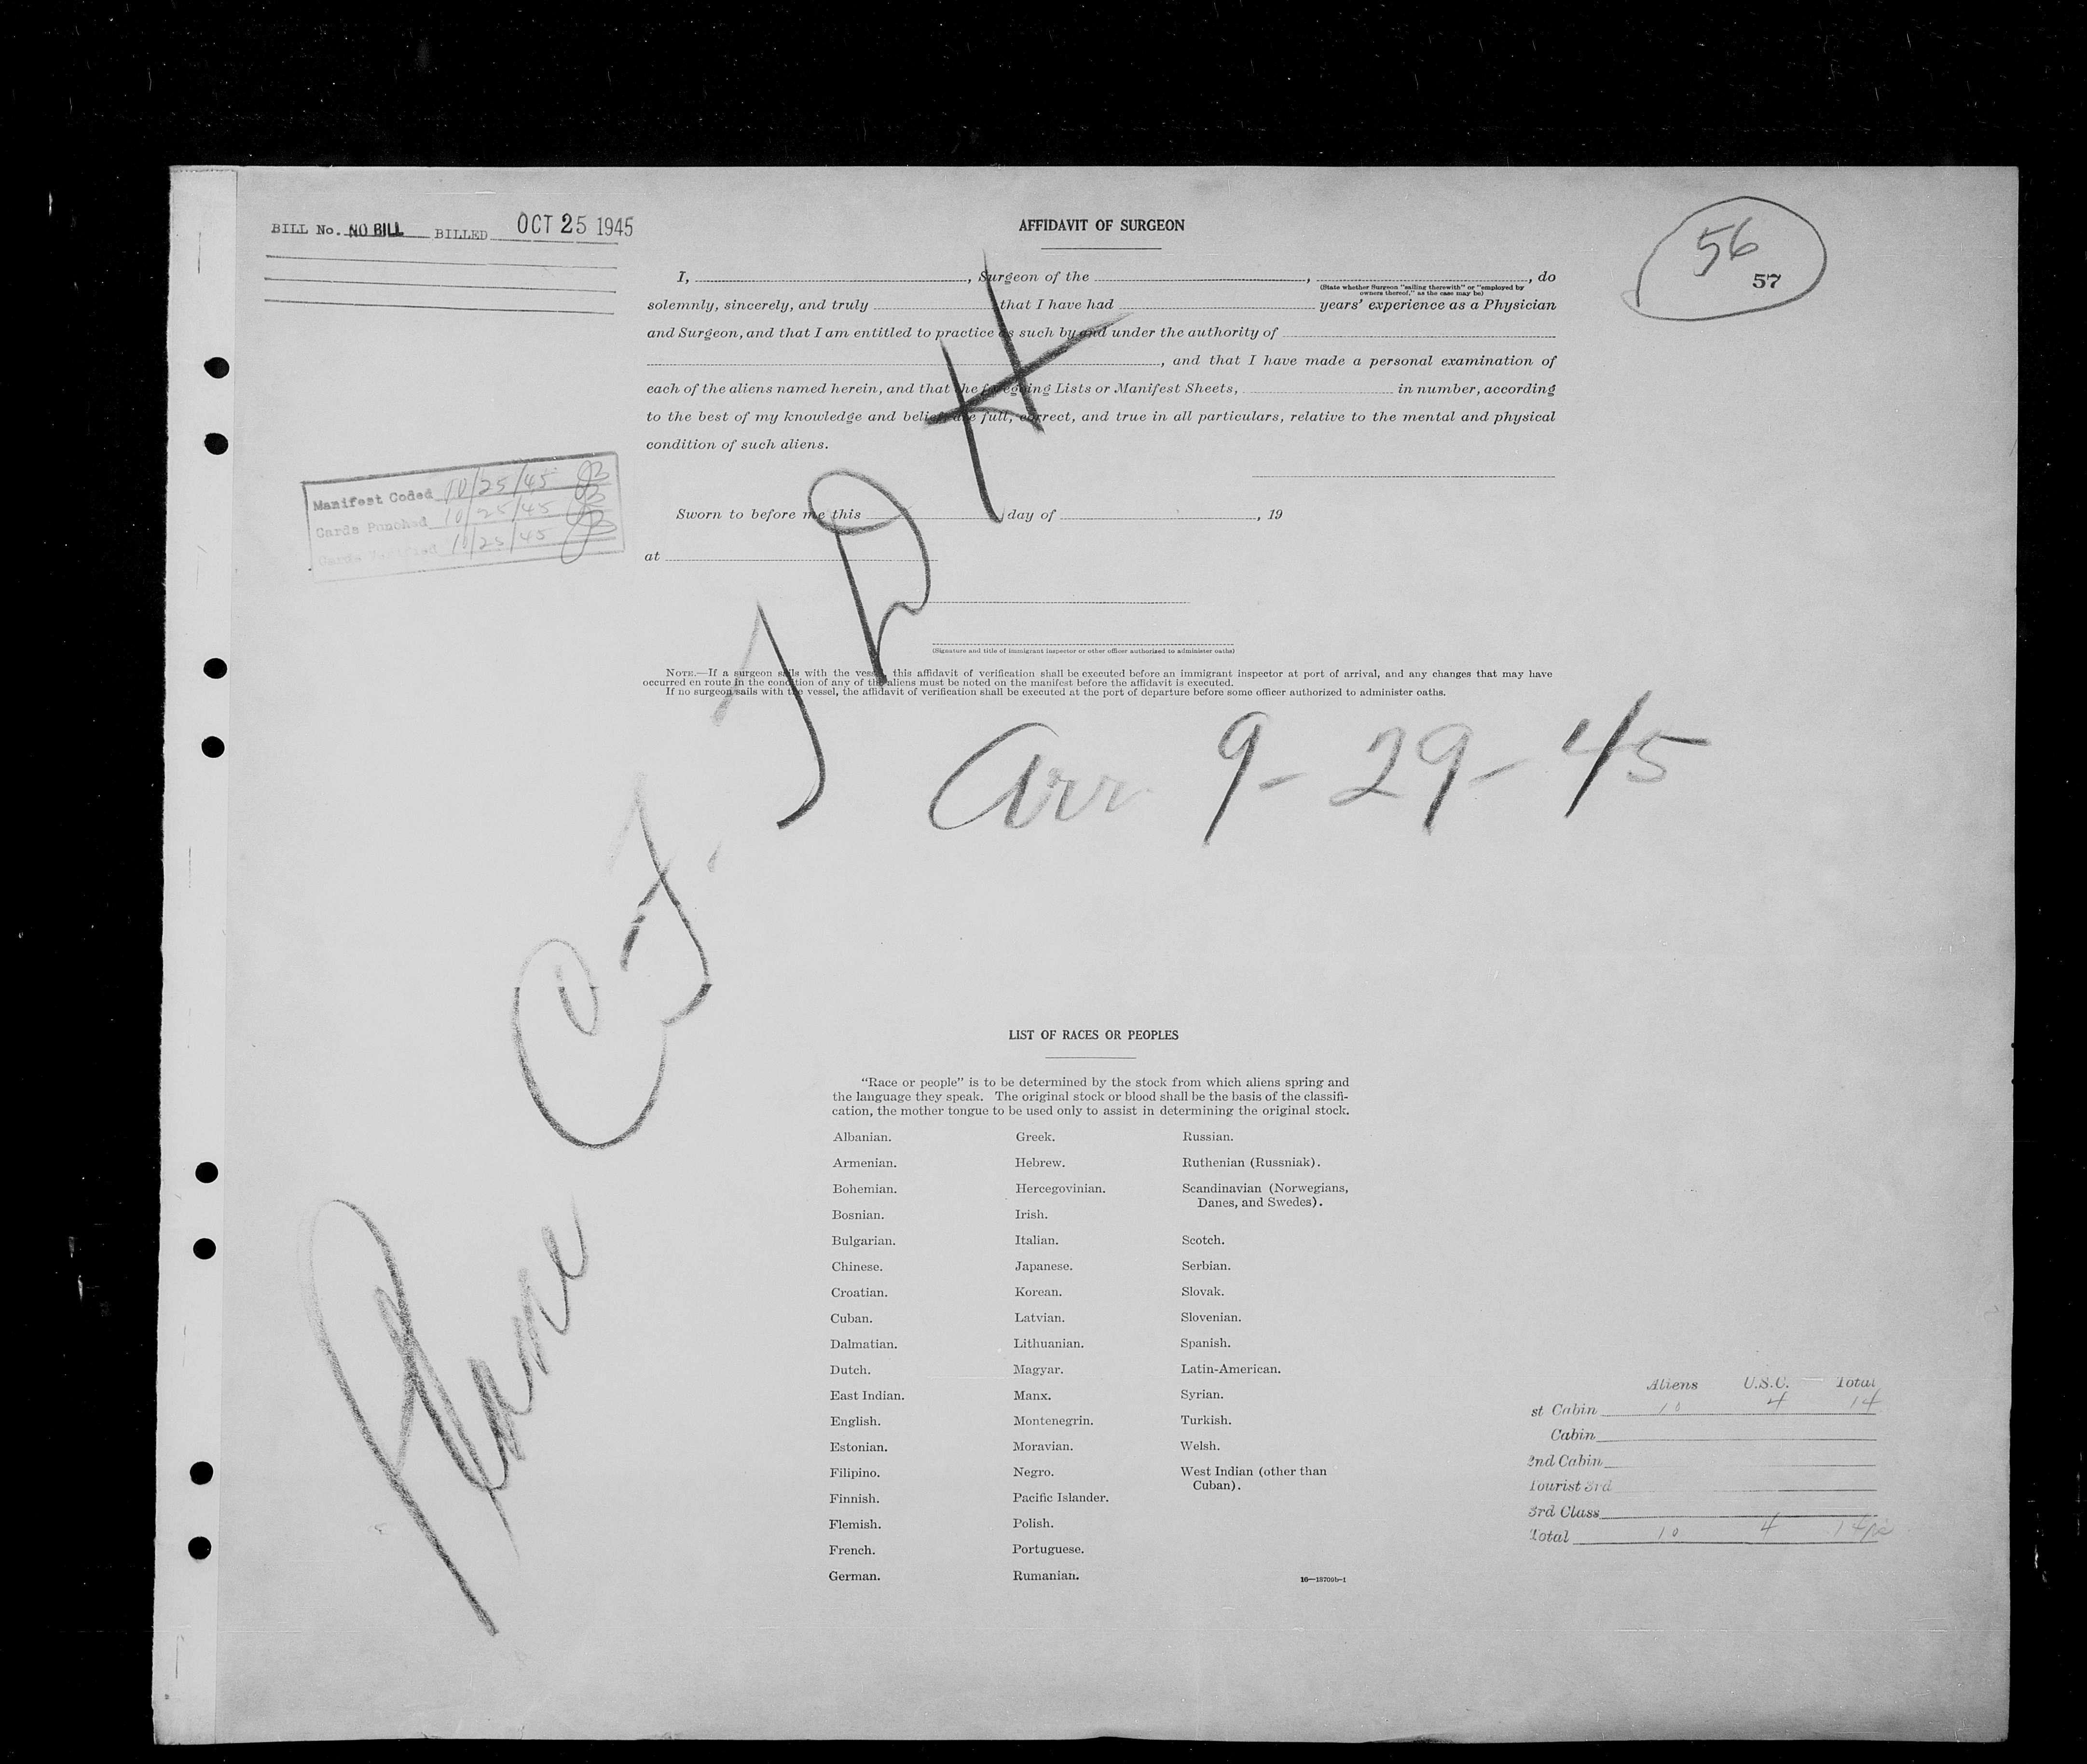 BILL No. NO BILL BILLED OCT 25 1945
AFFIDAVIT OF SURGEON
56
57
I, , Surgeon of the , , do
(State whether Surgeon "sailing therewith" or "employed by
owners thereof," as the case may be)
solemnly, sincerely, and truly that I have had years' experience as a Physician
and Surgeon, and that I am entitled to practice as such by and under the authority of
, and that I have made a personal examination of
each of the aliens named herein, and that the foregoing Lists or Manifest Sheets, in number, according
to the best of my knowledge and belief, are full, correct, and true in all particulars, relative to the mental and physical
condition of such aliens.
Manifest Coded 10/25/45 JB
Cards Punched 10/25/45 JB
Cards Verified 10/25/45 JB
Sworn to before me this day of , 19
at
(Signature and title of immigrant inspector or other officer authorized to administer oaths)
NOTE.—If a surgeon sails with the vessel, this affidavit of verification shall be executed before an immigrant inspector at port of arrival, and any changes that may have
occurred en route in the condition of any of the aliens must be noted on the manifest before the affidavit is executed.
If no surgeon sails with the vessel, the affidavit of verification shall be executed at the port of departure before some officer authorized to administer oaths.
Plane
Arr 9-29-45
LIST OF RACES OR PEOPLES
"Race or people" is to be determined by the stock from which aliens spring and
the language they speak. The original stock or blood shall be the basis of the classifi-
cation, the mother tongue to be used only to assist in determining the original stock.
Albanian.
Armenian.
Bohemian.
Bosnian.
Bulgarian.
Chinese.
Croatian.
Cuban.
Dalmatian.
Dutch.
East Indian.
English.
Estonian.
Filipino.
Finnish.
Flemish.
French.
German.
Greek.
Hebrew.
Hercegovinian.
Irish.
Italian.
Japanese.
Korean.
Latvian.
Lithuanian.
Magyar.
Manx.
Montenegrin.
Moravian.
Negro.
Pacific Islander.
Polish.
Portuguese.
Rumanian.
Russian.
Ruthenian (Russniak).
Scandinavian (Norwegians,
Danes, and Swedes).
Scotch.
Serbian.
Slovak.
Slovenian.
Spanish.
Latin-American.
Syrian.
Turkish.
Welsh.
West Indian (other than
Cuban).
16—18709b-1
Aliens U.S.C. Total
st Cabin 10 4 14
Cabin
2nd Cabin
Tourist 3rd
3rd Class
Total 10 4 14